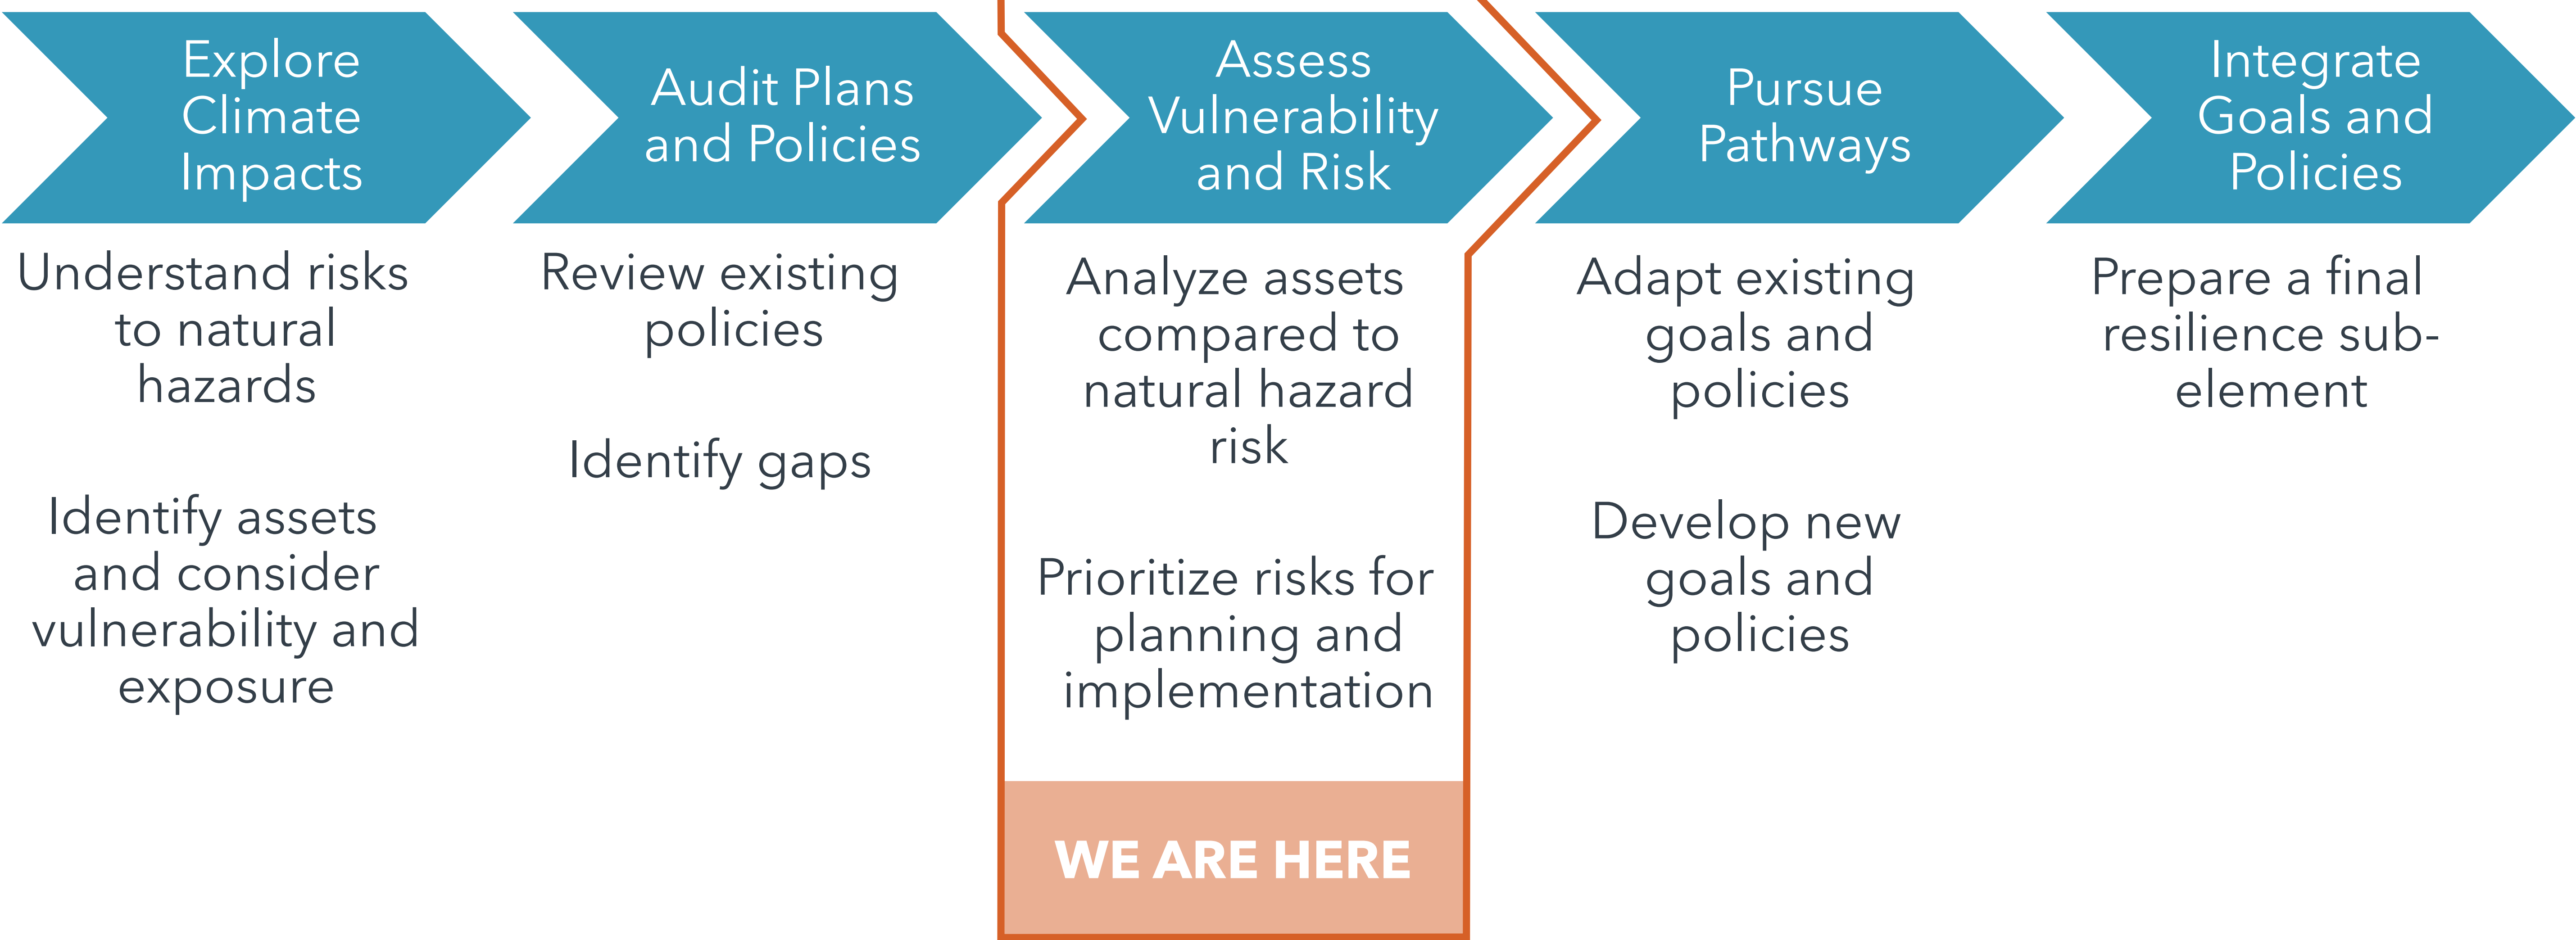 Explore
Climate
Impacts
Understand risks
to natural
hazards
Identify assets
and consider
vulnerability and
exposure
Audit Plans
and Policies
Review existing
policies
Identify gaps
Assess
Vulnerability
and Risk
Analyze assets
compared to
natural hazard
risk
Prioritize risks for
planning and
implementation
WE ARE HERE
Pursue
Pathways
Adapt existing
goals and
policies
Develop new
goals and
policies
Integrate
Goals and
Policies
Prepare a final
resilience sub-
element